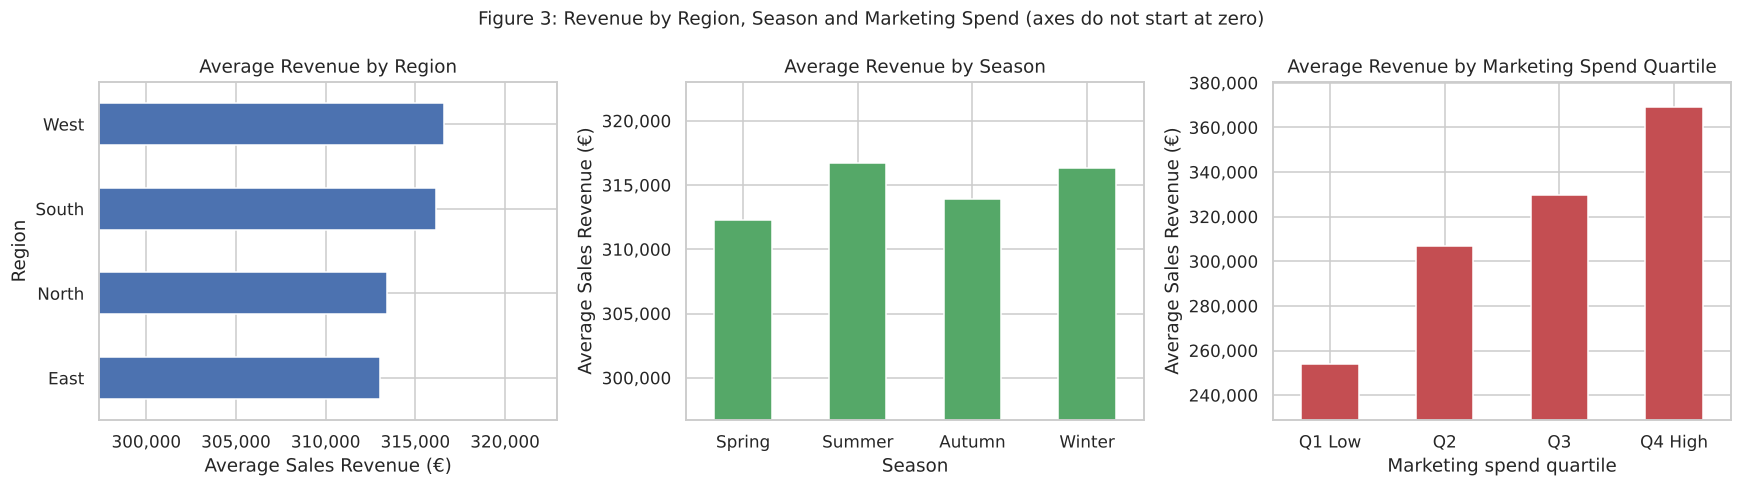 Figure 3: Revenue by Region, Season and Marketing Spend (axes do not start at zero)
Average Revenue by Region
Region
West
South
North
East
300,000 305,000 310,000 315,000 320,000
Average Sales Revenue (€)
Average Revenue by Season
Average Sales Revenue (€)
320,000
315,000
310,000
305,000
300,000
Spring Summer Autumn Winter
Season
Average Revenue by Marketing Spend Quartile
Average Sales Revenue (€)
380,000
360,000
340,000
320,000
300,000
280,000
260,000
240,000
Q1 Low Q2 Q3 Q4 High
Marketing spend quartile